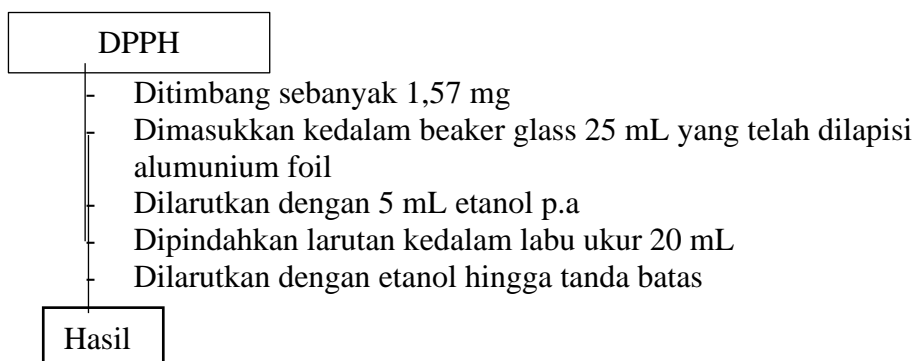 DPPH
- Ditimbang sebanyak 1,57 mg
- Dimasukkan kedalam beaker glass 25 mL yang telah dilapisi
alumunium foil
- Dilarutkan dengan 5 mL etanol p.a
- Dipindahkan larutan kedalam labu ukur 20 mL
- Dilarutkan dengan etanol hingga tanda batas
Hasil